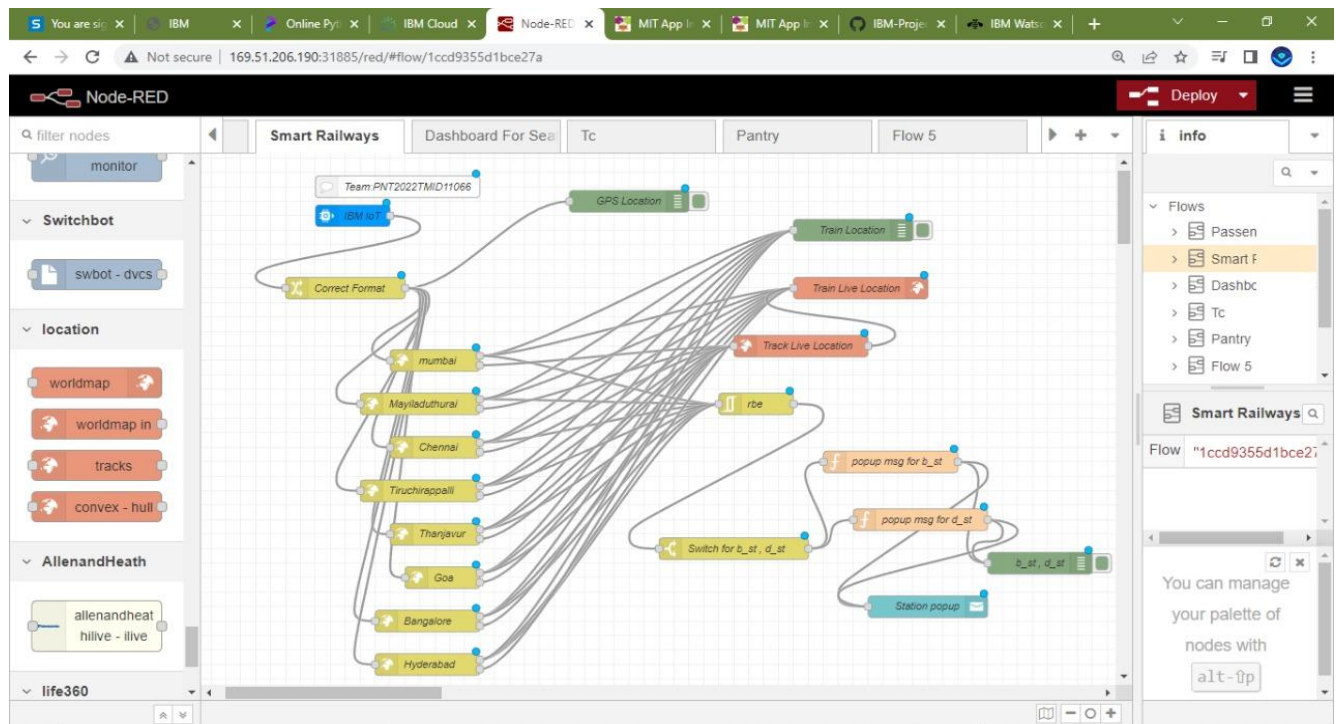 You are sig
IBM
Online Pyt
IBM Cloud
Node-RED
MIT App In
MIT App In
IBM-Projec
IBM Watso
Not secure
169.51.206.190:31885/red/#flow/1ccd9355d1bce27a
Node-RED
Deploy
filter nodes
Smart Railways
Dashboard For Sea
Tc
Pantry
Flow 5
i info
monitor
Switchbot
swbot - dvcs
location
worldmap
worldmap in
tracks
convex - hull
AllenandHeath
allenandheat
hilive - ilive
life360
Team:PNT2022TMID11066
IBM IoT
GPS Location
Train Location
Correct Format
Train Live Location
Track Live Location
mumbai
Mayiladuthurai
rbe
Chennai
popup msg for b_st
Tiruchirappalli
popup msg for d_st
Thanjavur
Switch for b_st , d_st
b_st , d_st
Goa
Station popup
Bangalore
Hyderabad
Flows
Passen
Smart F
Dashbc
Tc
Pantry
Flow 5
Smart Railways
Flow "1ccd9355d1bce27
You can manage
your palette of
nodes with
alt-⇧p